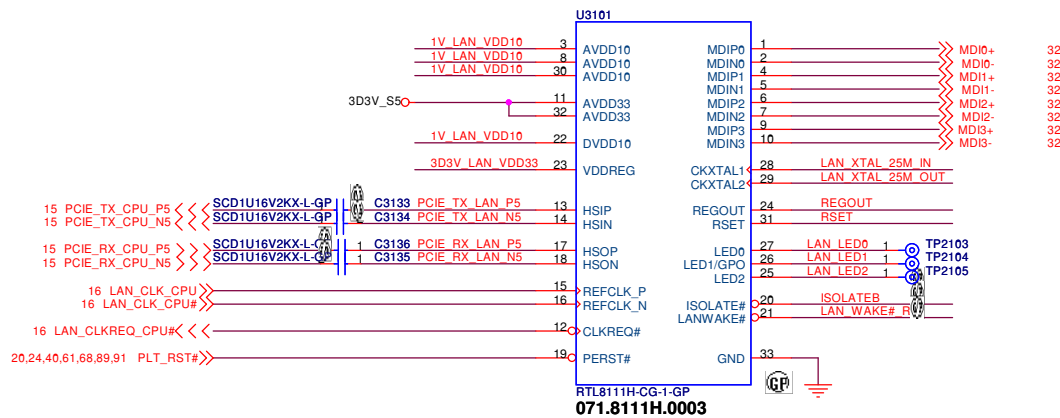 U3101
1V_LAN_VDD10 3 AVDD10 MDIP0 1 MDI0+ 32
1V_LAN_VDD10 8 AVDD10 MDIN0 2 MDI0- 32
1V_LAN_VDD10 30 AVDD10 MDIP1 4 MDI1+ 32
MDIN1 5 MDI1- 32
3D3V_S5 11 AVDD33 MDIP2 6 MDI2+ 32
32 AVDD33 MDIN2 7 MDI2- 32
MDIP3 9 MDI3+ 32
1V_LAN_VDD10 22 DVDD10 MDIN3 10 MDI3- 32
3D3V_LAN_VDD33 23 VDDREG CKXTAL1 28 LAN_XTAL_25M_IN
CKXTAL2 29 LAN_XTAL_25M_OUT
15 PCIE_TX_CPU_P5 SCD1U16V2KX-L-GP C3133 PCIE_TX_LAN_P5 13 HSIP REGOUT 24 REGOUT
15 PCIE_TX_CPU_N5 SCD1U16V2KX-L-GP C3134 PCIE_TX_LAN_N5 14 HSIN RSET 31 RSET
15 PCIE_RX_CPU_P5 SCD1U16V2KX-L-GP 1 C3136 PCIE_RX_LAN_P5 17 HSOP LED0 27 LAN_LED0 1 TP2103
15 PCIE_RX_CPU_N5 SCD1U16V2KX-L-GP 1 C3135 PCIE_RX_LAN_N5 18 HSON LED1/GPO 26 LAN_LED1 1 TP2104
LED2 25 LAN_LED2 1 TP2105
16 LAN_CLK_CPU 15 REFCLK_P
16 LAN_CLK_CPU# 16 REFCLK_N ISOLATE# 20 ISOLATEB
LANWAKE# 21 LAN_WAKE#_R
16 LAN_CLKREQ_CPU# 12 CLKREQ#
20,24,40,61,68,89,91 PLT_RST# 19 PERST# GND 33
GP
RTL8111H-CG-1-GP
071.8111H.0003